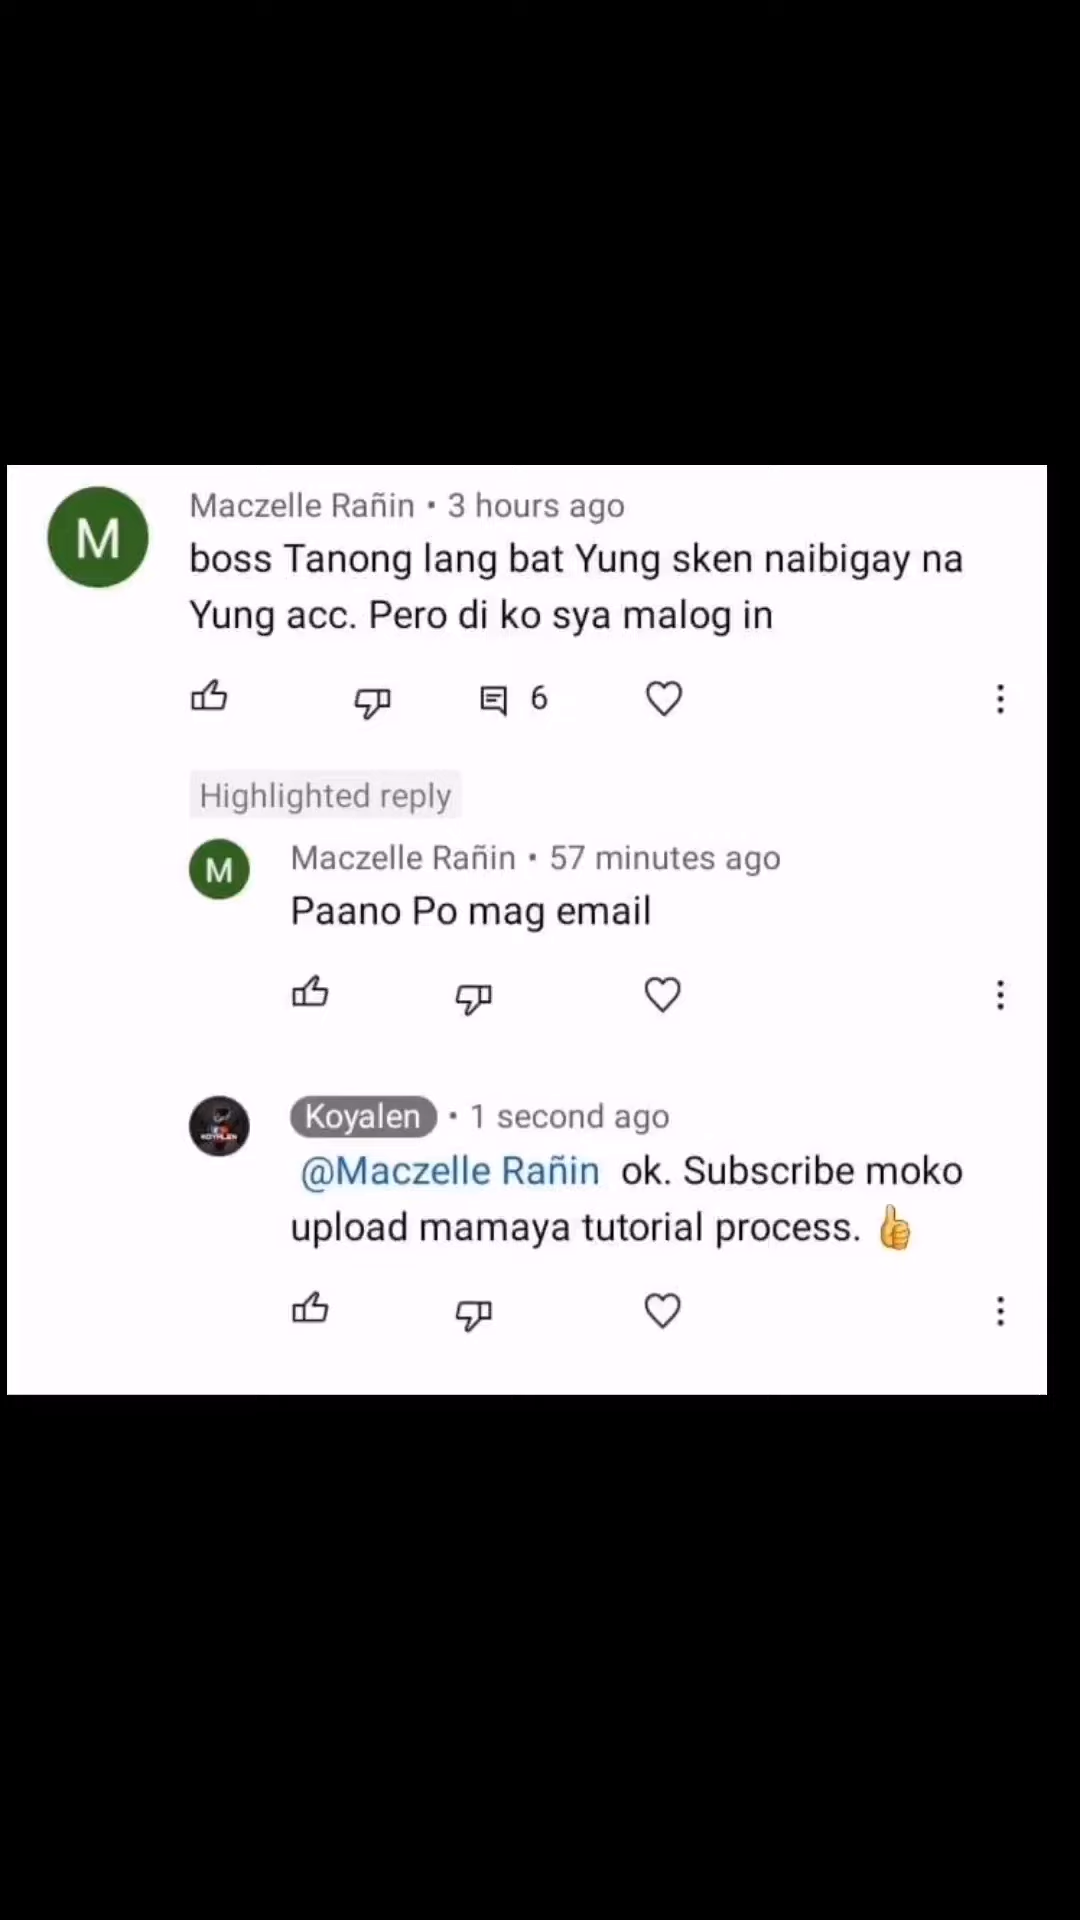 M
Maczelle Rañin • 3 hours ago
boss Tanong lang bat Yung sken naibigay na
Yung acc. Pero di ko sya malog in
6
Highlighted reply
M
Maczelle Rañin • 57 minutes ago
Paano Po mag email
KOYALEN
Koyalen • 1 second ago
@Maczelle Rañin ok. Subscribe moko
upload mamaya tutorial process. 👍